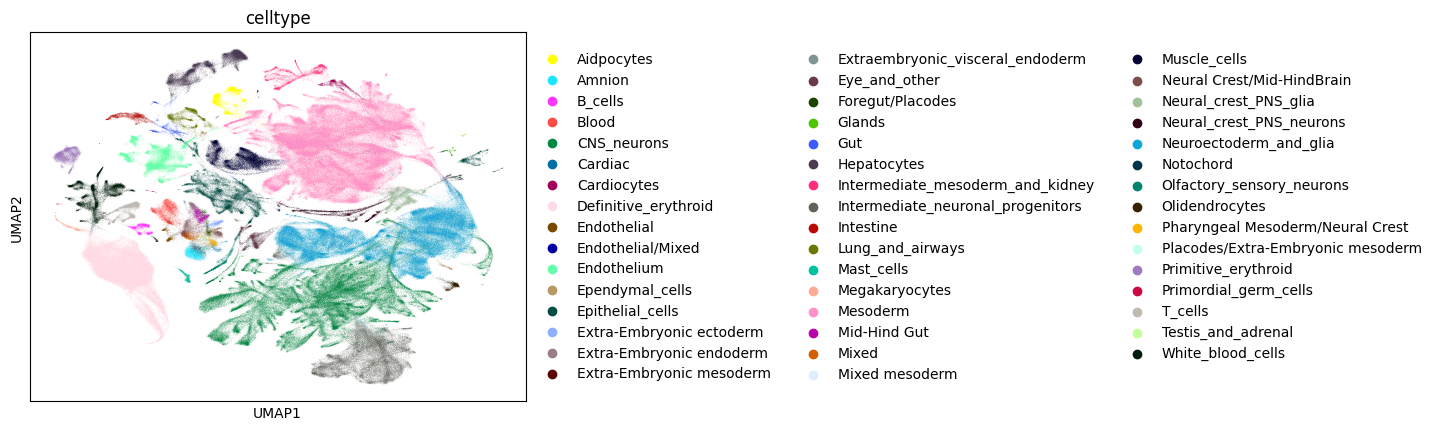 celltype
UMAP2
UMAP1
Aidpocytes
Amnion
B_cells
Blood
CNS_neurons
Cardiac
Cardiocytes
Definitive_erythroid
Endothelial
Endothelial/Mixed
Endothelium
Ependymal_cells
Epithelial_cells
Extra-Embryonic ectoderm
Extra-Embryonic endoderm
Extra-Embryonic mesoderm
Extraembryonic_visceral_endoderm
Eye_and_other
Foregut/Placodes
Glands
Gut
Hepatocytes
Intermediate_mesoderm_and_kidney
Intermediate_neuronal_progenitors
Intestine
Lung_and_airways
Mast_cells
Megakaryocytes
Mesoderm
Mid-Hind Gut
Mixed
Mixed mesoderm
Muscle_cells
Neural Crest/Mid-HindBrain
Neural_crest_PNS_glia
Neural_crest_PNS_neurons
Neuroectoderm_and_glia
Notochord
Olfactory_sensory_neurons
Olidendrocytes
Pharyngeal Mesoderm/Neural Crest
Placodes/Extra-Embryonic mesoderm
Primitive_erythroid
Primordial_germ_cells
T_cells
Testis_and_adrenal
White_blood_cells